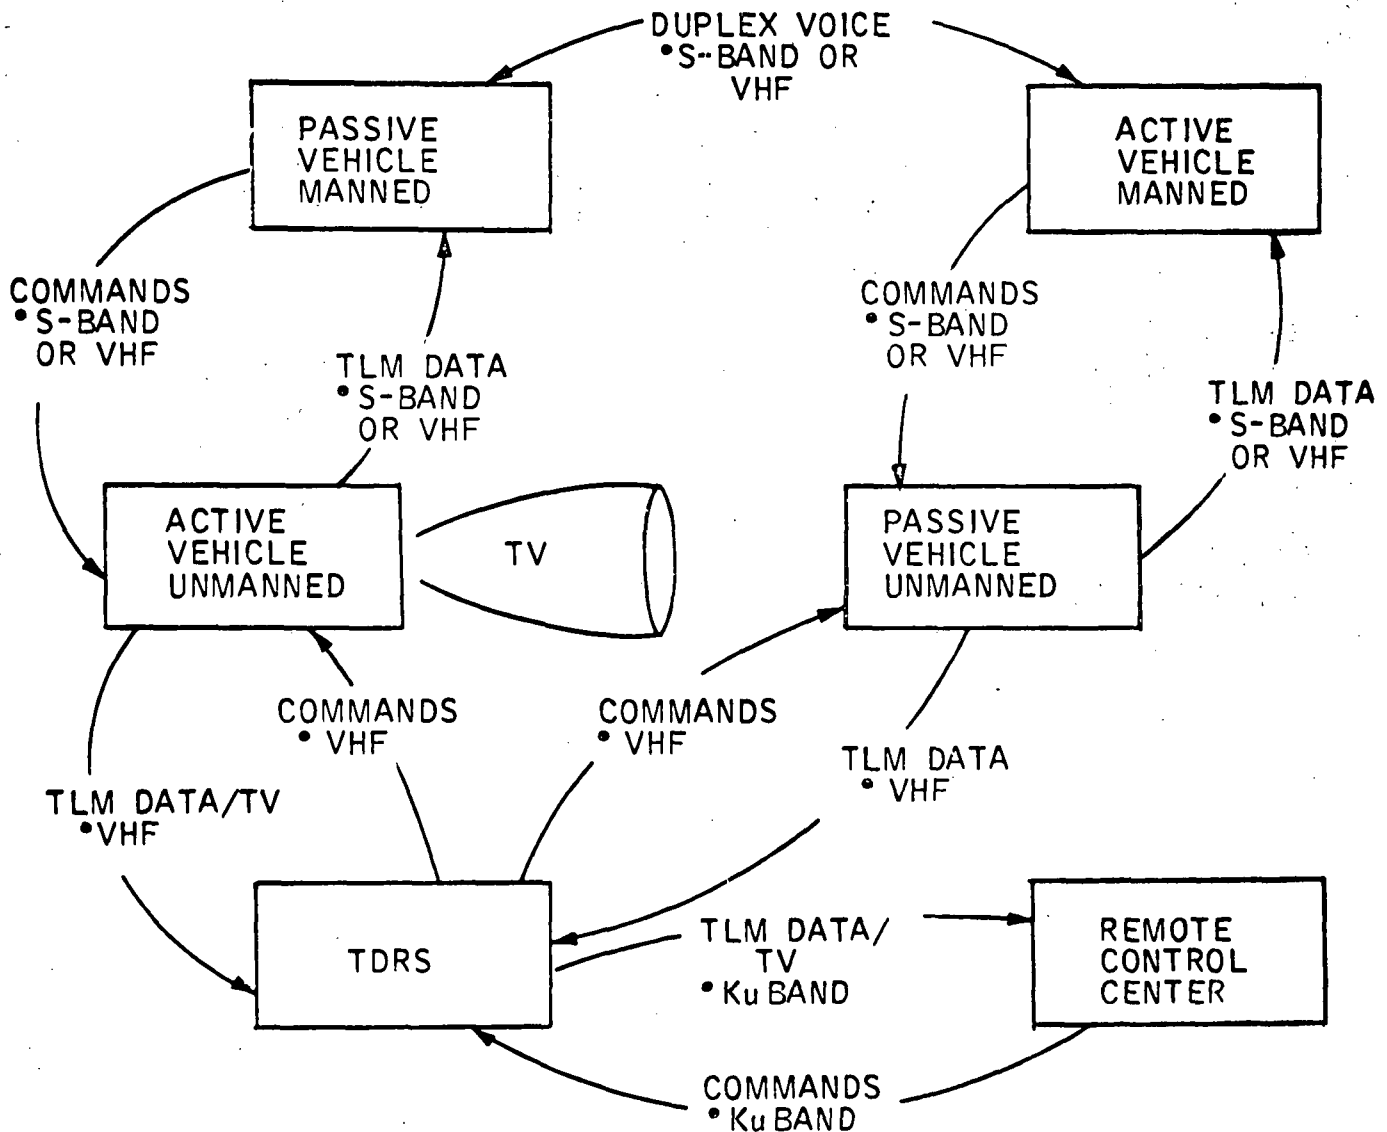 DUPLEX VOICE
•S-BAND OR
VHF
PASSIVE
VEHICLE
MANNED
ACTIVE
VEHICLE
MANNED
COMMANDS
•S-BAND
OR VHF
TLM DATA
•S-BAND
OR VHF
COMMANDS
•S-BAND
OR VHF
TLM DATA
•S-BAND
OR VHF
ACTIVE
VEHICLE
UNMANNED
TV
PASSIVE
VEHICLE
UNMANNED
COMMANDS
•VHF
COMMANDS
•VHF
TLM DATA
•VHF
TLM DATA/TV
•VHF
TDRS
TLM DATA/
TV
•Ku BAND
REMOTE
CONTROL
CENTER
COMMANDS
•Ku BAND